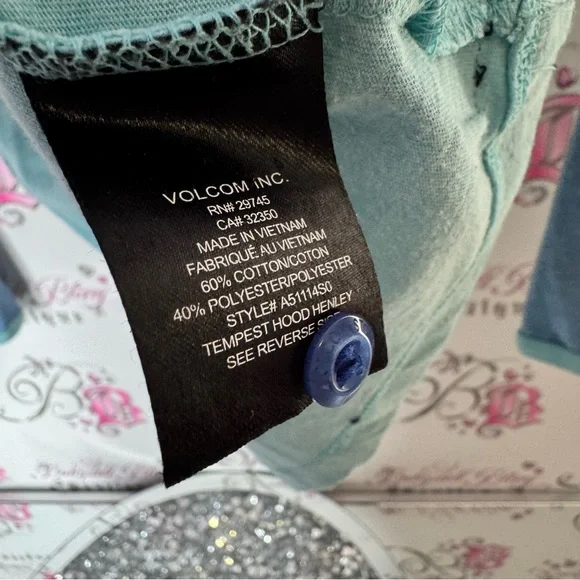 VOLCOM INC.
RN# 29745
CA# 32350
MADE IN VIETNAM
FABRIQUÉ AU VIETNAM
60% COTTON/COTON
40% POLYESTER/POLYESTER
STYLE# A51114S0
TEMPEST HOOD HENLEY
SEE REVERSE SIDE